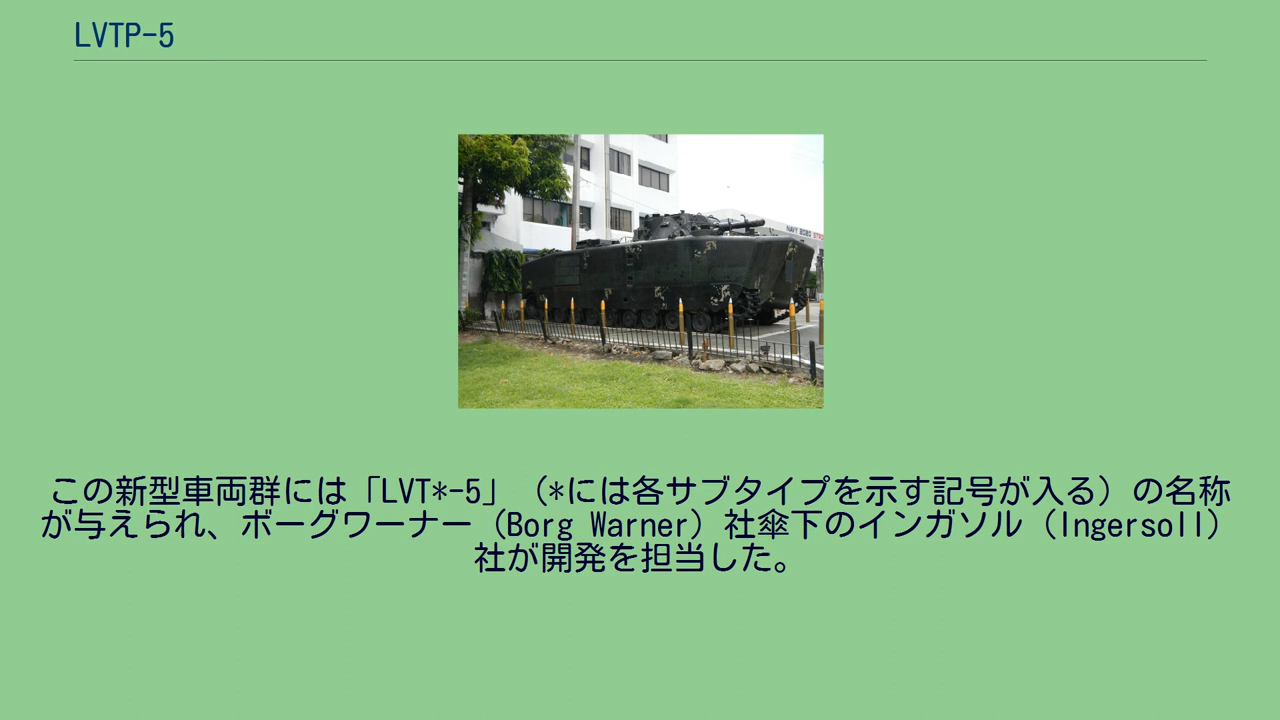 LVTP-5
NAVY
この新型車両群には「LVT*-5」（*には各サブタイプを示す記号が入る）の名称
が与えられ、ボーグワーナー（Borg Warner）社傘下のインガソル（Ingersoll）
社が開発を担当した。